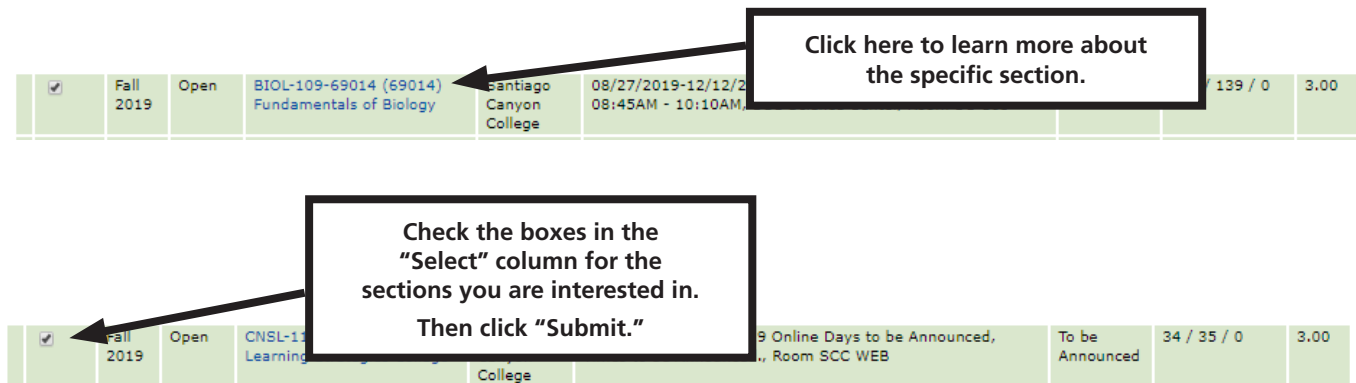 Click here to learn more about
the specific section.
Fall Open BIOL-109-69014 (69014) Santiago 08/27/2019-12/12/2 / 139 / 0 3.00
2019 Fundamentals of Biology Canyon 08:45AM - 10:10AM,
College
Check the boxes in the
“Select” column for the
sections you are interested in.
Then click “Submit.”
Fall Open CNSL-11 9 Online Days to be Announced, To be 34 / 35 / 0 3.00
2019 Learning ., Room SCC WEB Announced
College